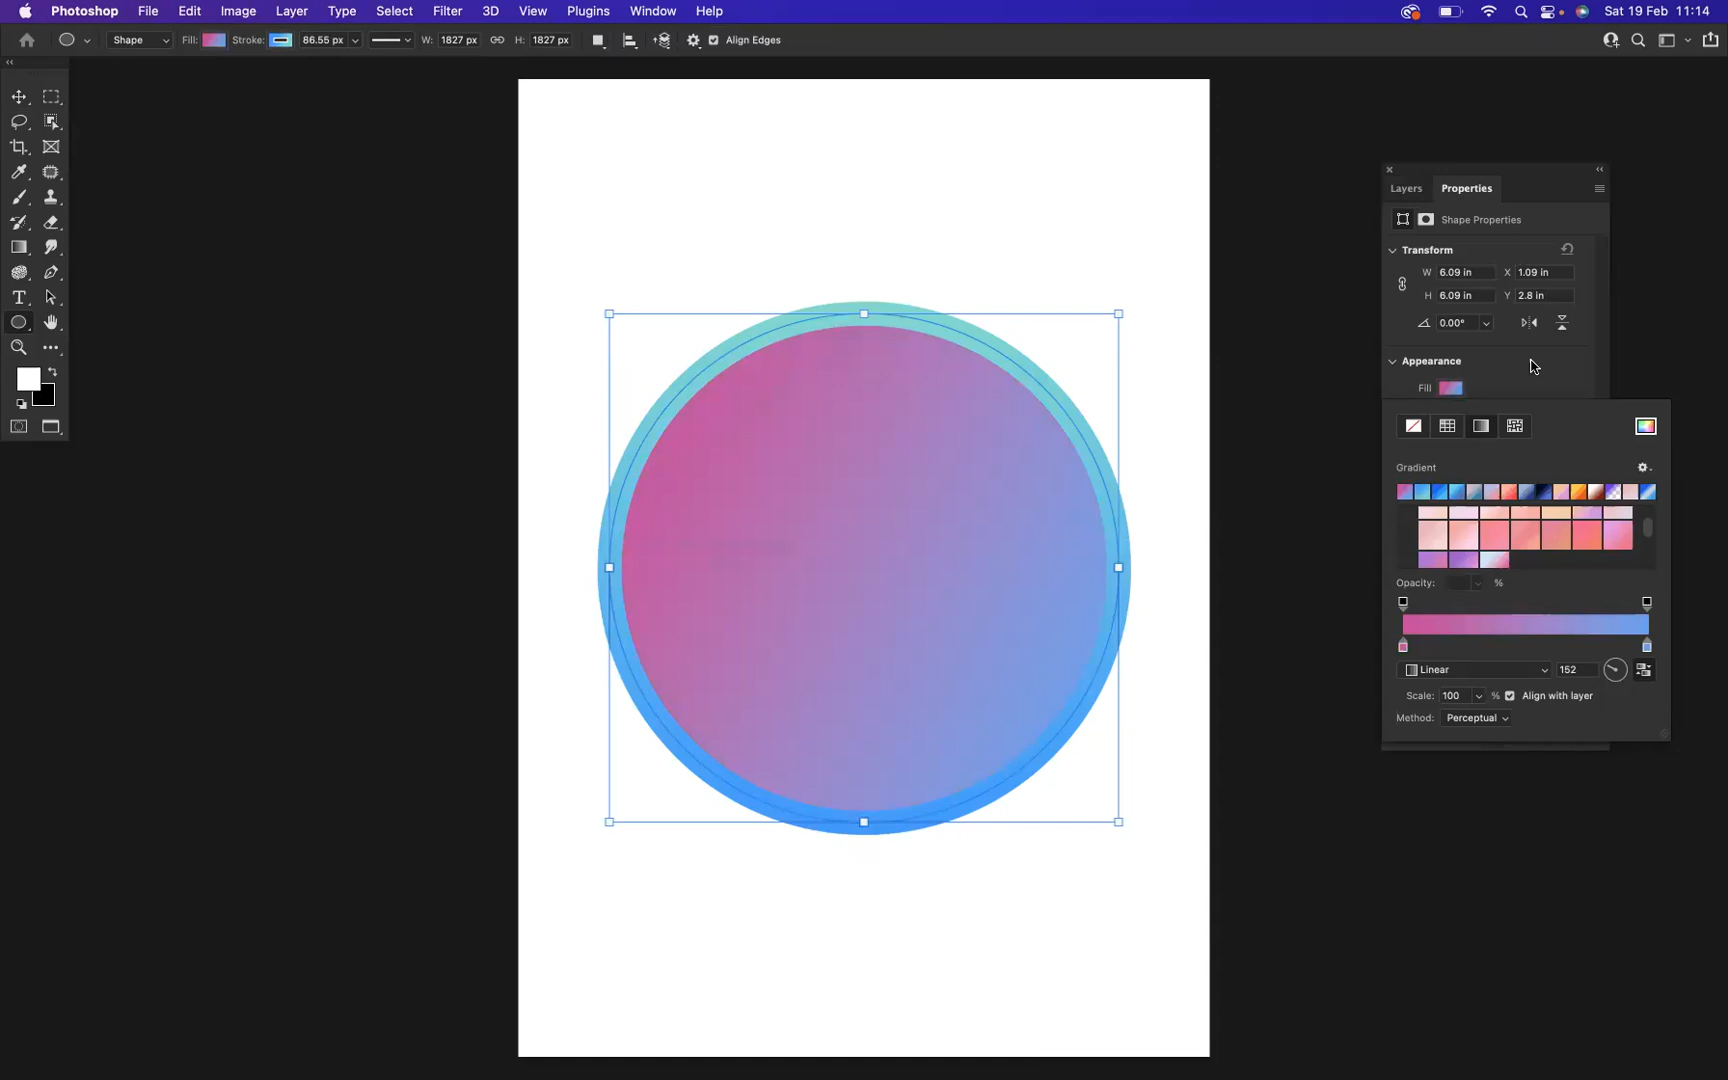 Photoshop File Edit Image Layer Type Select Filter 3D View Plugins Window Help Sat 19 Feb 11:14
Shape Fill: Stroke: 86.55 px W: 1827 px H: 1827 px Align Edges
Layers Properties
Shape Properties
Transform
W 6.09 in X 1.09 in
H 6.09 in Y 2.8 in
0.00°
Appearance
Fill
Gradient
Opacity: %
Linear 152
Scale: 100 % Align with layer
Method: Perceptual